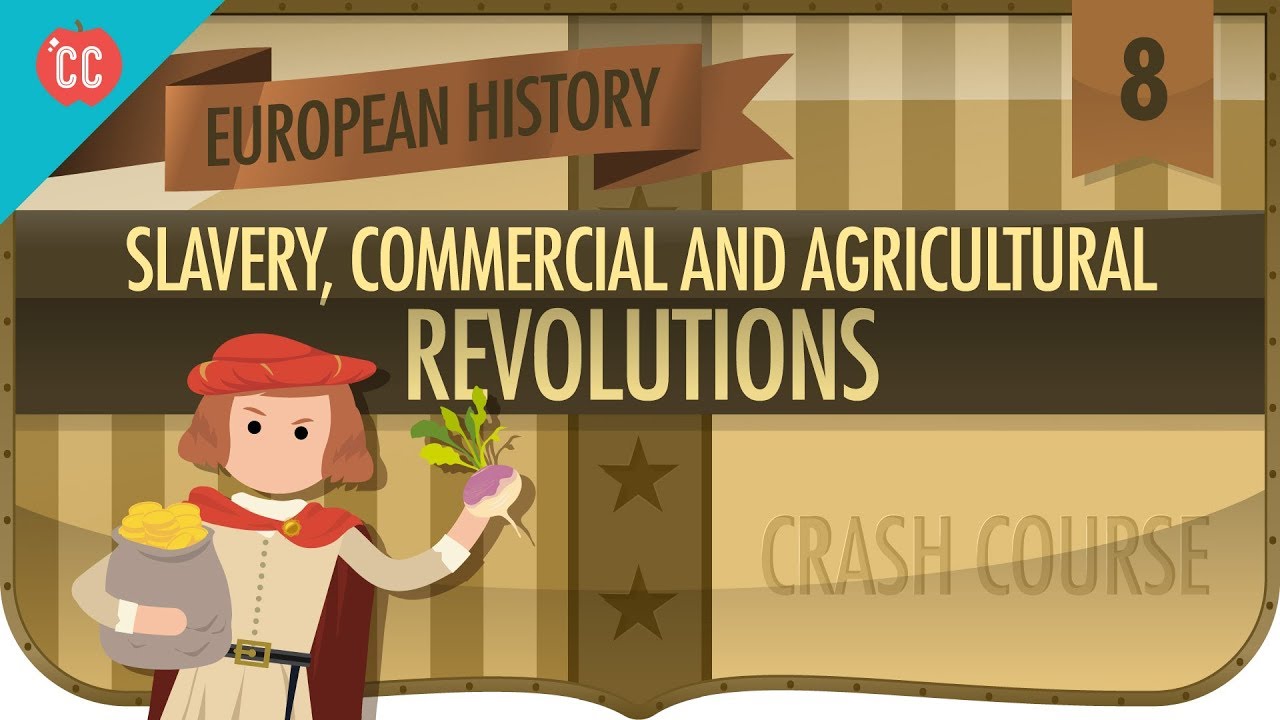 CC
EUROPEAN HISTORY
8
SLAVERY, COMMERCIAL AND AGRICULTURAL
REVOLUTIONS
CRASH COURSE